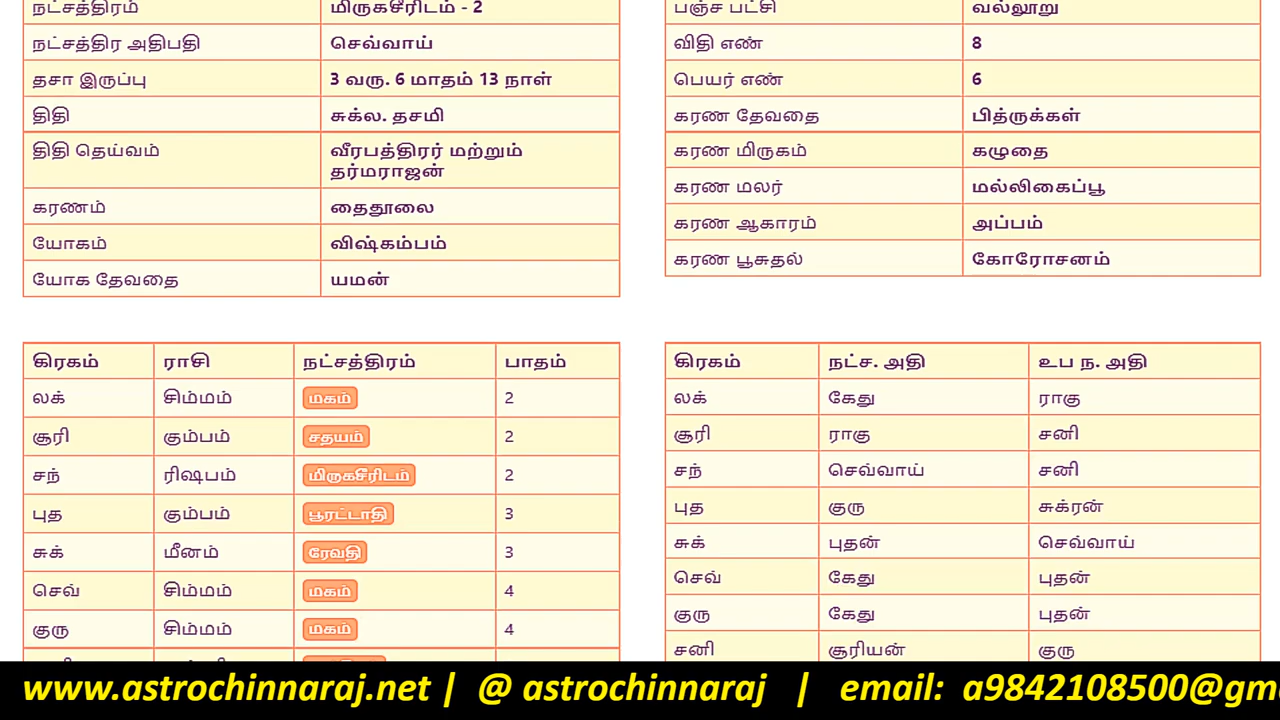 நட்சத்திரம் மிருகசீரிடம் - 2
நட்சத்திர அதிபதி செவ்வாய்
தசா இருப்பு 3 வரு. 6 மாதம் 13 நாள்
திதி சுக்ல. தசமி
திதி தெய்வம் வீரபத்திரர் மற்றும்
தர்மராஜன்
கரணம் தைதூலை
யோகம் விஷ்கம்பம்
யோக தேவதை யமன்
பஞ்ச பட்சி வல்லூறு
விதி எண் 8
பெயர் எண் 6
கரண தேவதை பித்ருக்கள்
கரண மிருகம் கழுதை
கரண மலர் மல்லிகைப்பூ
கரண ஆகாரம் அப்பம்
கரண பூசுதல் கோரோசனம்
கிரகம் ராசி நட்சத்திரம் பாதம்
லக் சிம்மம் மகம் 2
சூரி கும்பம் சதயம் 2
சந் ரிஷபம் மிருகசீரிடம் 2
புத கும்பம் பூரட்டாதி 3
சுக் மீனம் ரேவதி 3
செவ் சிம்மம் மகம் 4
குரு சிம்மம் மகம் 4
கிரகம் நட்ச. அதி உப ந. அதி
லக் கேது ராகு
சூரி ராகு சனி
சந் செவ்வாய் சனி
புத குரு சுக்ரன்
சுக் புதன் செவ்வாய்
செவ் கேது புதன்
குரு கேது புதன்
சனி சூரியன் குரு
www.astrochinnaraj.net | @ astrochinnaraj | email: a9842108500@gm